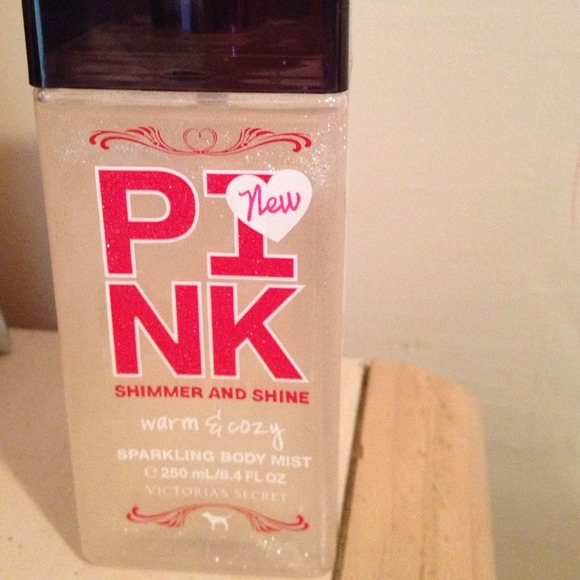 PI
New
NK
SHIMMER AND SHINE
warm & cozy
SPARKLING BODY MIST
℮ 250 mL/8.4 FL OZ
VICTORIA'S SECRET